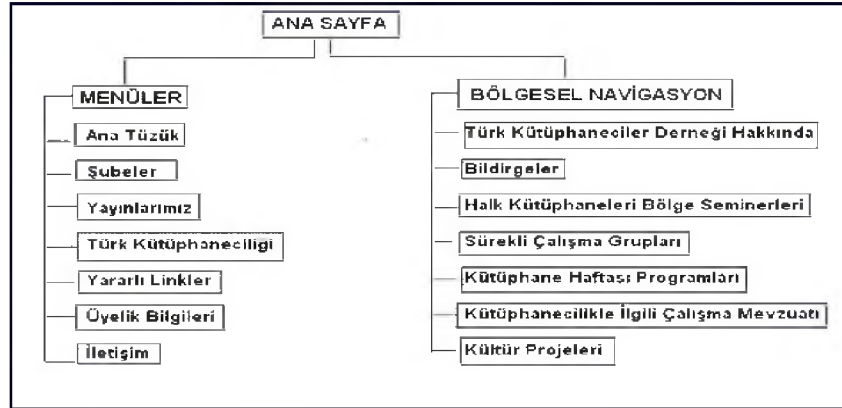 ANA SAYFA
MENÜLER
Ana Tüzük
Şubeler
Yayınlarımız
Türk Kütüphaneciligi
Yararlı Linkler
Üyelik Bilgileri
İletişim
BÖLGESEL NAVİGASYON
Türk Kütüphaneciler Derneği Hakkında
Bildirgeler
Halk Kütüphaneleri Bölge Seminerleri
Sürekli Çalışma Grupları
Kütüphane Haftası Programları
Kütüphanecilikle İlgili Çalışma Mevzuatı
Kültür Projeleri